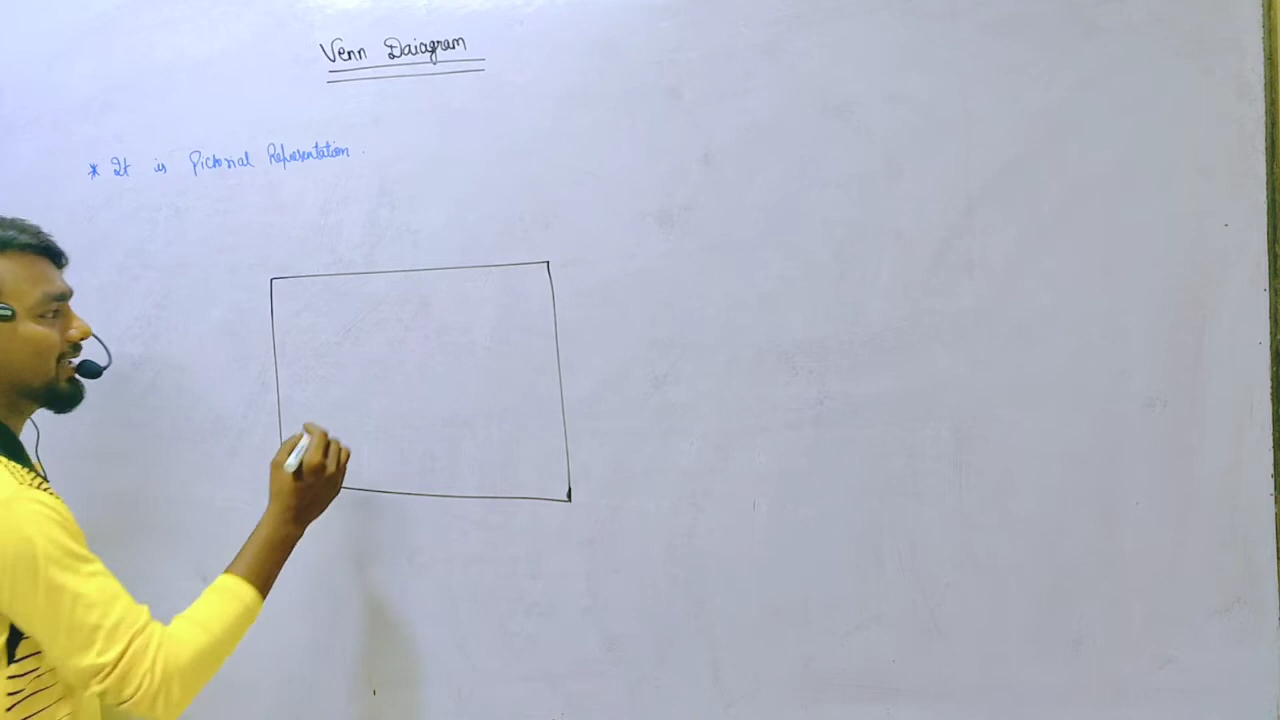 Venn Daiagram
* It is Pictorial Representation.